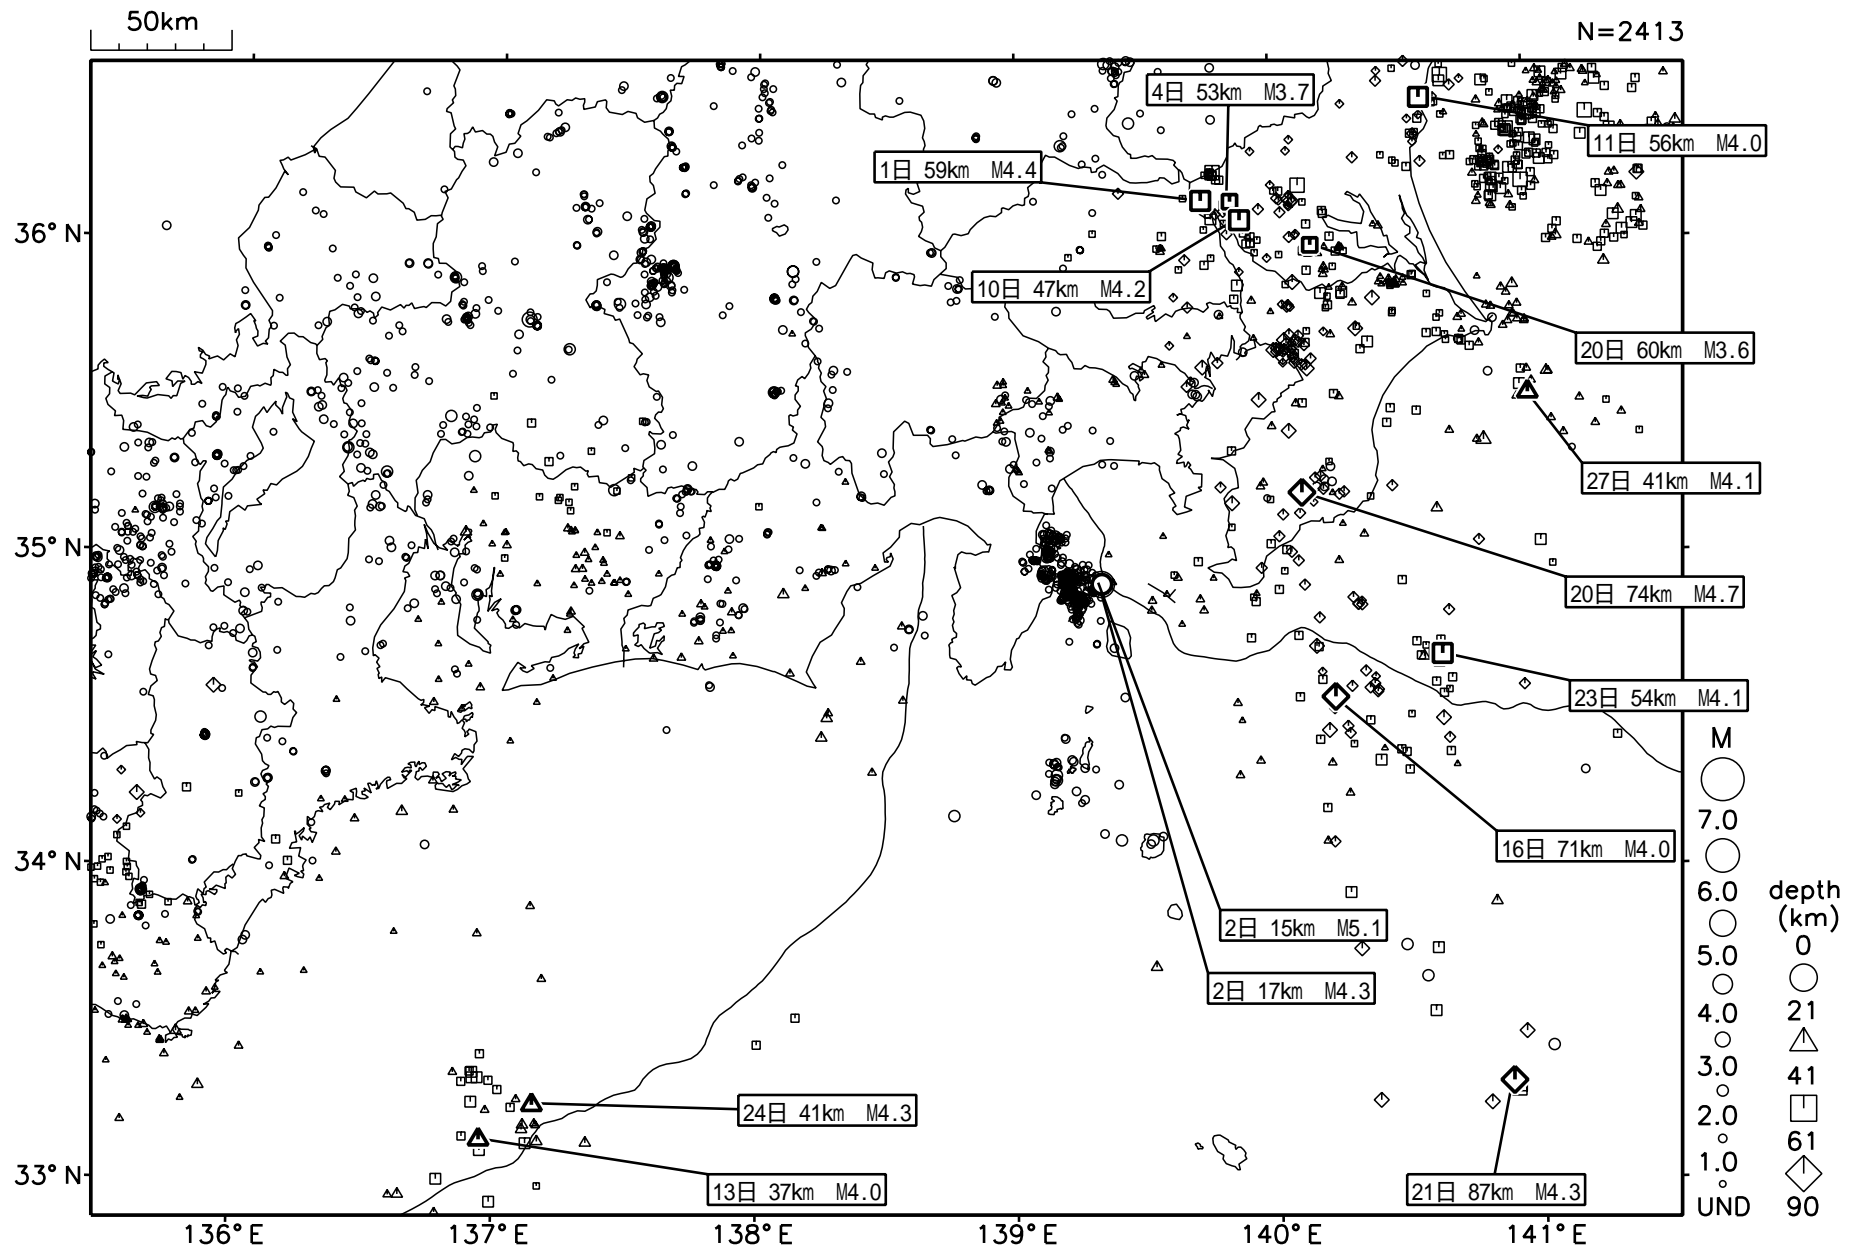 50km
N=2413
4日 53km M3.7
11日 56km M4.0
1日 59km M4.4
36°N
10日 47km M4.2
20日 60km M3.6
27日 41km M4.1
35°N
20日 74km M4.7
23日 54km M4.1
M
7.0
16日 71km M4.0
34°N
6.0
depth
(km)
2日 15km M5.1
0
5.0
2日 17km M4.3
4.0
21
3.0
41
24日 41km M4.3
2.0
61
1.0
33°N
13日 37km M4.0
21日 87km M4.3
UND
90
136°E
137°E
138°E
139°E
140°E
141°E